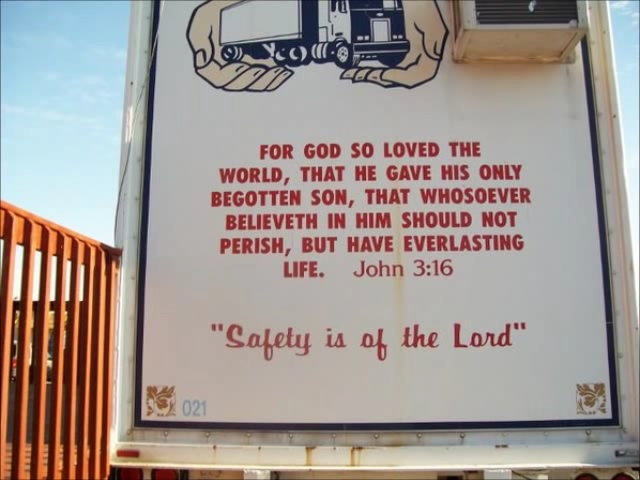 FOR GOD SO LOVED THE
WORLD, THAT HE GAVE HIS ONLY
BEGOTTEN SON, THAT WHOSOEVER
BELIEVETH IN HIM SHOULD NOT
PERISH, BUT HAVE EVERLASTING
LIFE. John 3:16
"Safety is of the Lord"
021